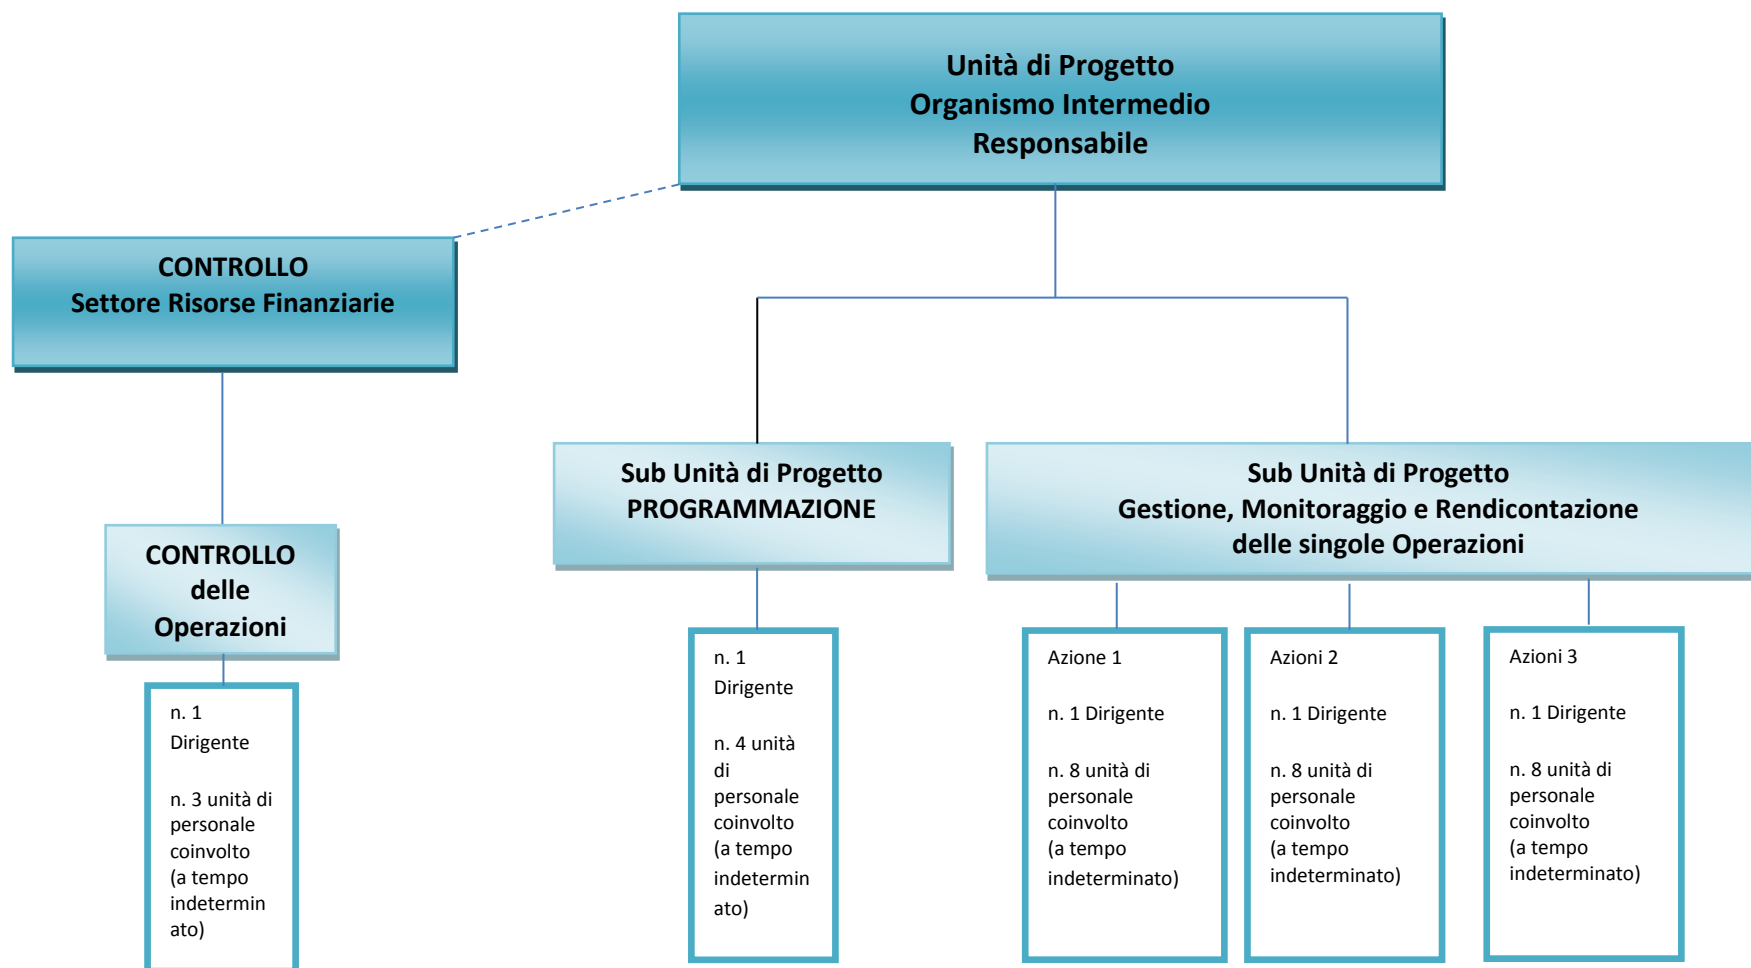 Unità di Progetto
Organismo Intermedio
Responsabile
CONTROLLO
Settore Risorse Finanziarie
Sub Unità di Progetto
PROGRAMMAZIONE
Sub Unità di Progetto
Gestione, Monitoraggio e Rendicontazione
delle singole Operazioni
CONTROLLO
delle
Operazioni
n. 1
Dirigente
n. 3 unità di
personale
coinvolto
(a tempo
indetermin
ato)
n. 1
Dirigente
n. 4 unità
di
personale
coinvolto
(a tempo
indetermin
ato)
Azione 1
n. 1 Dirigente
n. 8 unità di
personale
coinvolto
(a tempo
indeterminato)
Azioni 2
n. 1 Dirigente
n. 8 unità di
personale
coinvolto
(a tempo
indeterminato)
Azioni 3
n. 1 Dirigente
n. 8 unità di
personale
coinvolto
(a tempo
indeterminato)